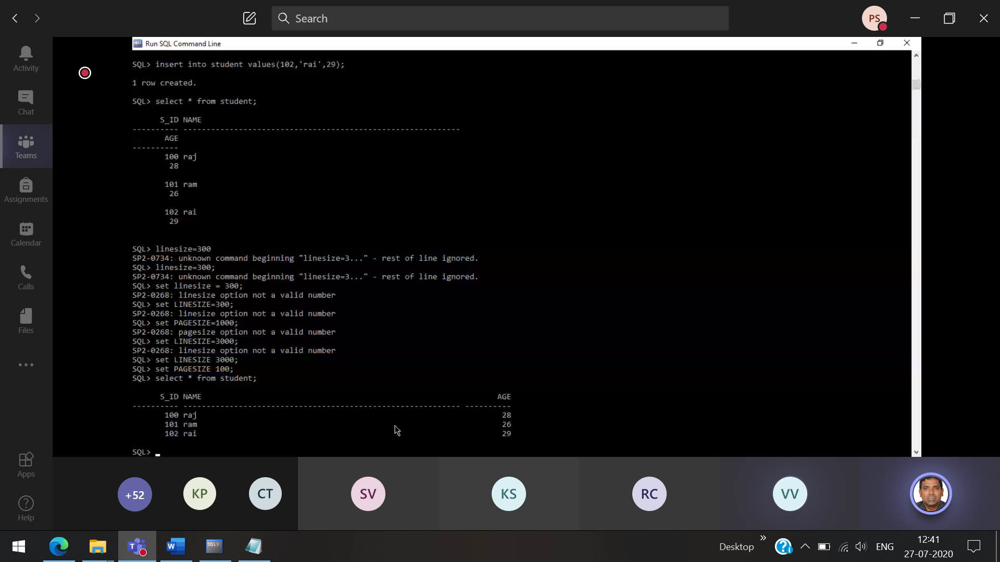 Search
PS
Activity
Chat
Teams
Assignments
Calendar
Calls
Files
Apps
Help
Run SQL Command Line
SQL> insert into student values(102,'rai',29);
1 row created.
SQL> select * from student;
S_ID NAME
---------- ------------------------------------------------------------
AGE
----------
100 raj
28
101 ram
26
102 rai
29
SQL> linesize=300
SP2-0734: unknown command beginning "linesize=3..." - rest of line ignored.
SQL> linesize=300;
SP2-0734: unknown command beginning "linesize=3..." - rest of line ignored.
SQL> set linesize = 300;
SP2-0268: linesize option not a valid number
SQL> set LINESIZE=300;
SP2-0268: linesize option not a valid number
SQL> set PAGESIZE=1000;
SP2-0268: pagesize option not a valid number
SQL> set LINESIZE=3000;
SP2-0268: linesize option not a valid number
SQL> set LINESIZE 3000;
SQL> set PAGESIZE 100;
SQL> select * from student;
S_ID NAME AGE
---------- ------------------------------------------------------------ ----------
100 raj 28
101 ram 26
102 rai 29
SQL>
+52 KP CT SV KS RC VV
T W SQL> Desktop ENG 12:41
27-07-2020